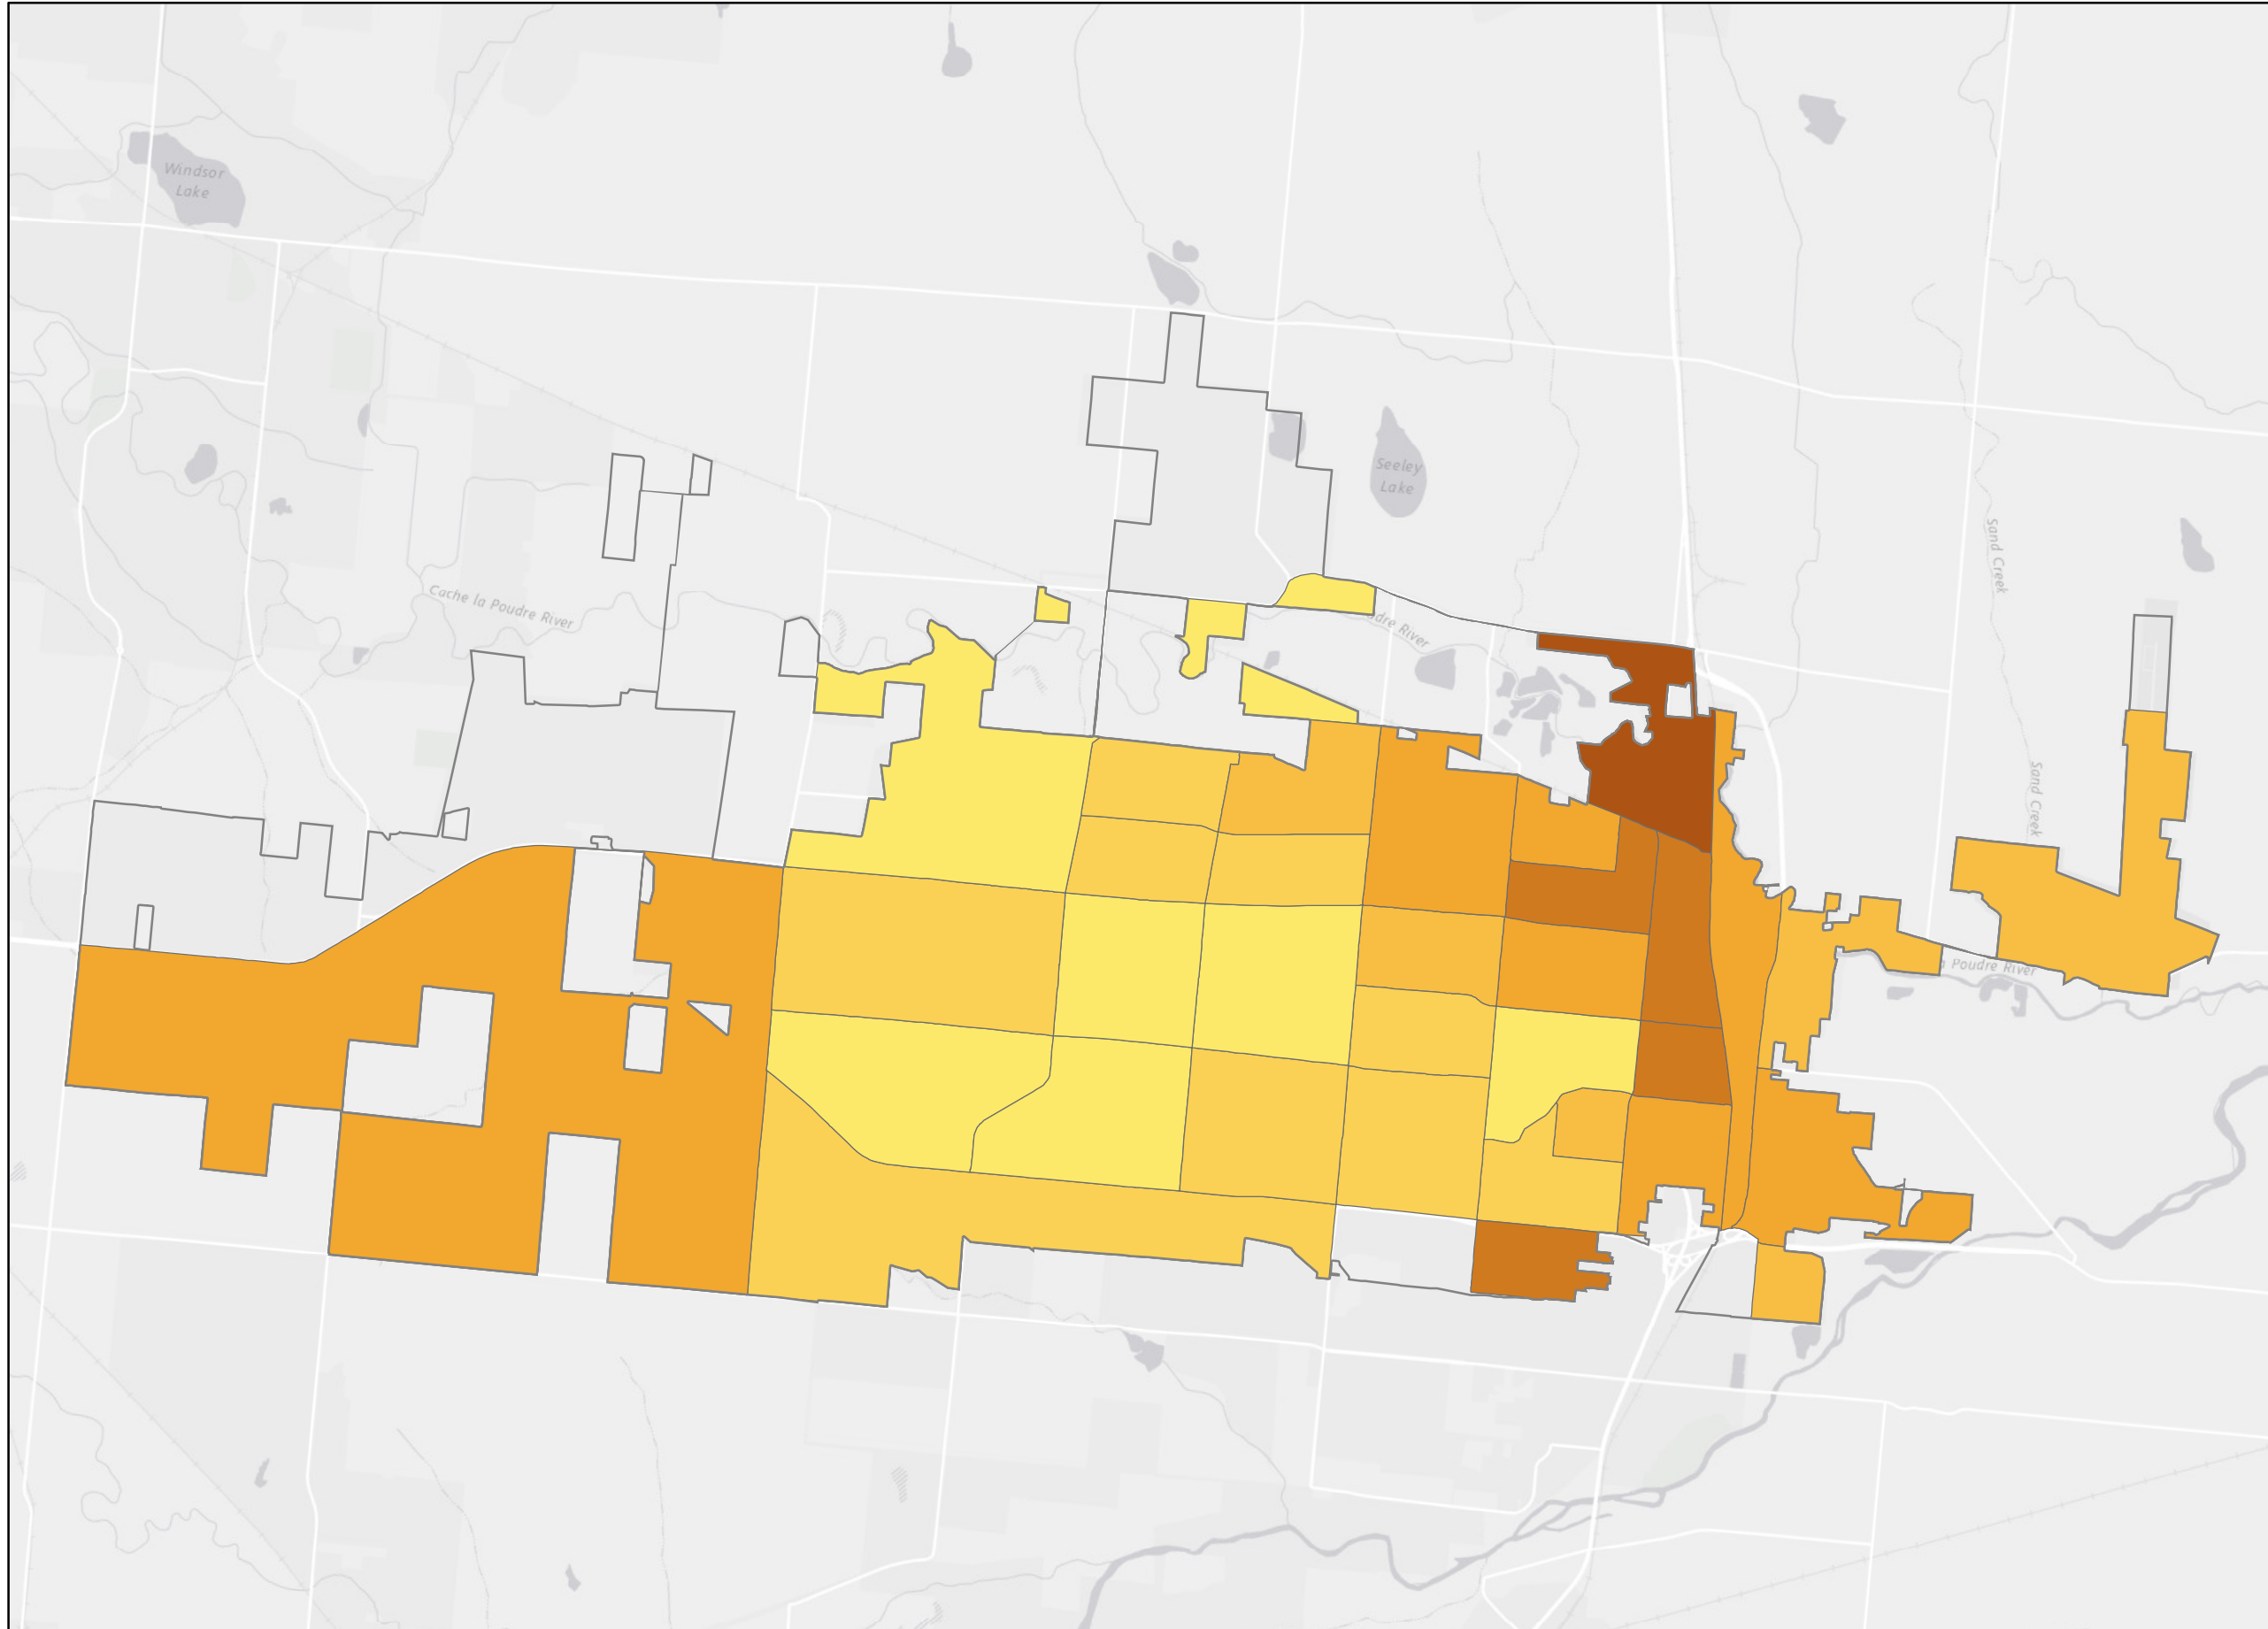 Windsor
Lake
Seeley
Lake
Sand Creek
Cache la Poudre River
dre River
Sand Creek
a Poudre River